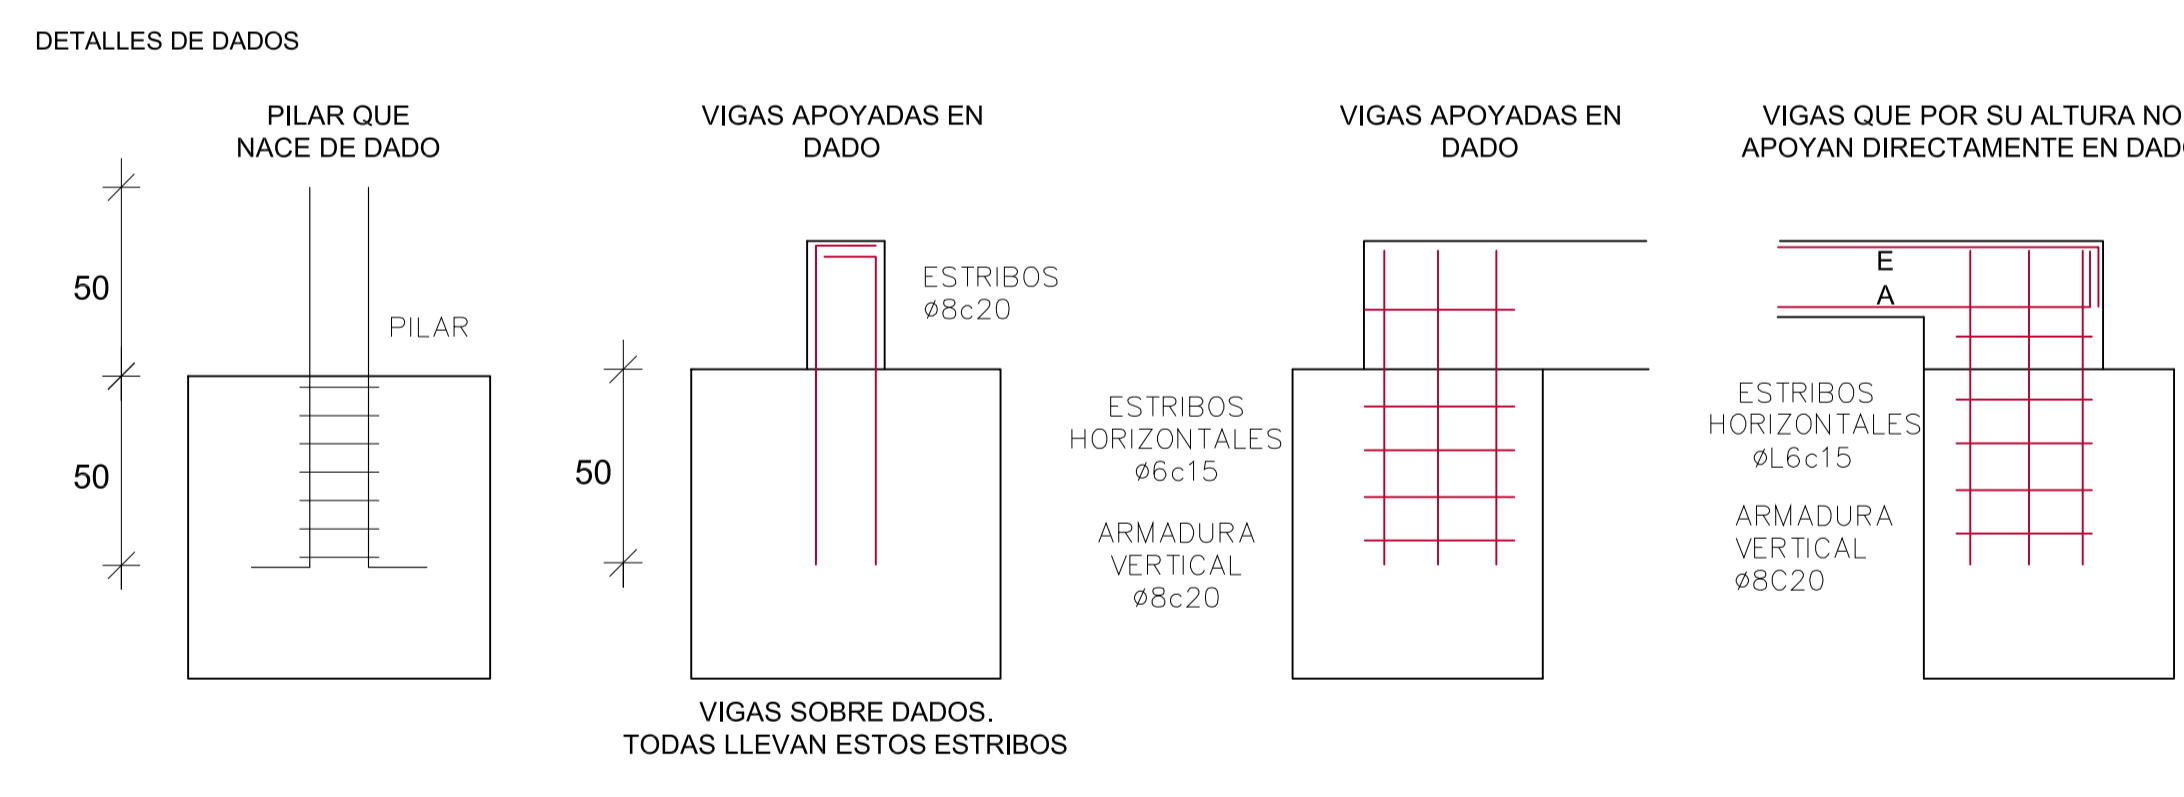 DETALLES DE DADOS
PILAR QUE
NACE DE DADO
50
50
PILAR
VIGAS APOYADAS EN
DADO
ESTRIBOS
ø8c20
50
VIGAS SOBRE DADOS.
TODAS LLEVAN ESTOS ESTRIBOS
VIGAS APOYADAS EN
DADO
ESTRIBOS
HORIZONTALES
ø6c15
ARMADURA
VERTICAL
ø8c20
VIGAS QUE POR SU ALTURA NO
APOYAN DIRECTAMENTE EN
E
A
ESTRIBOS
HORIZONTALES
øL6c15
ARMADURA
VERTICAL
ø8C20